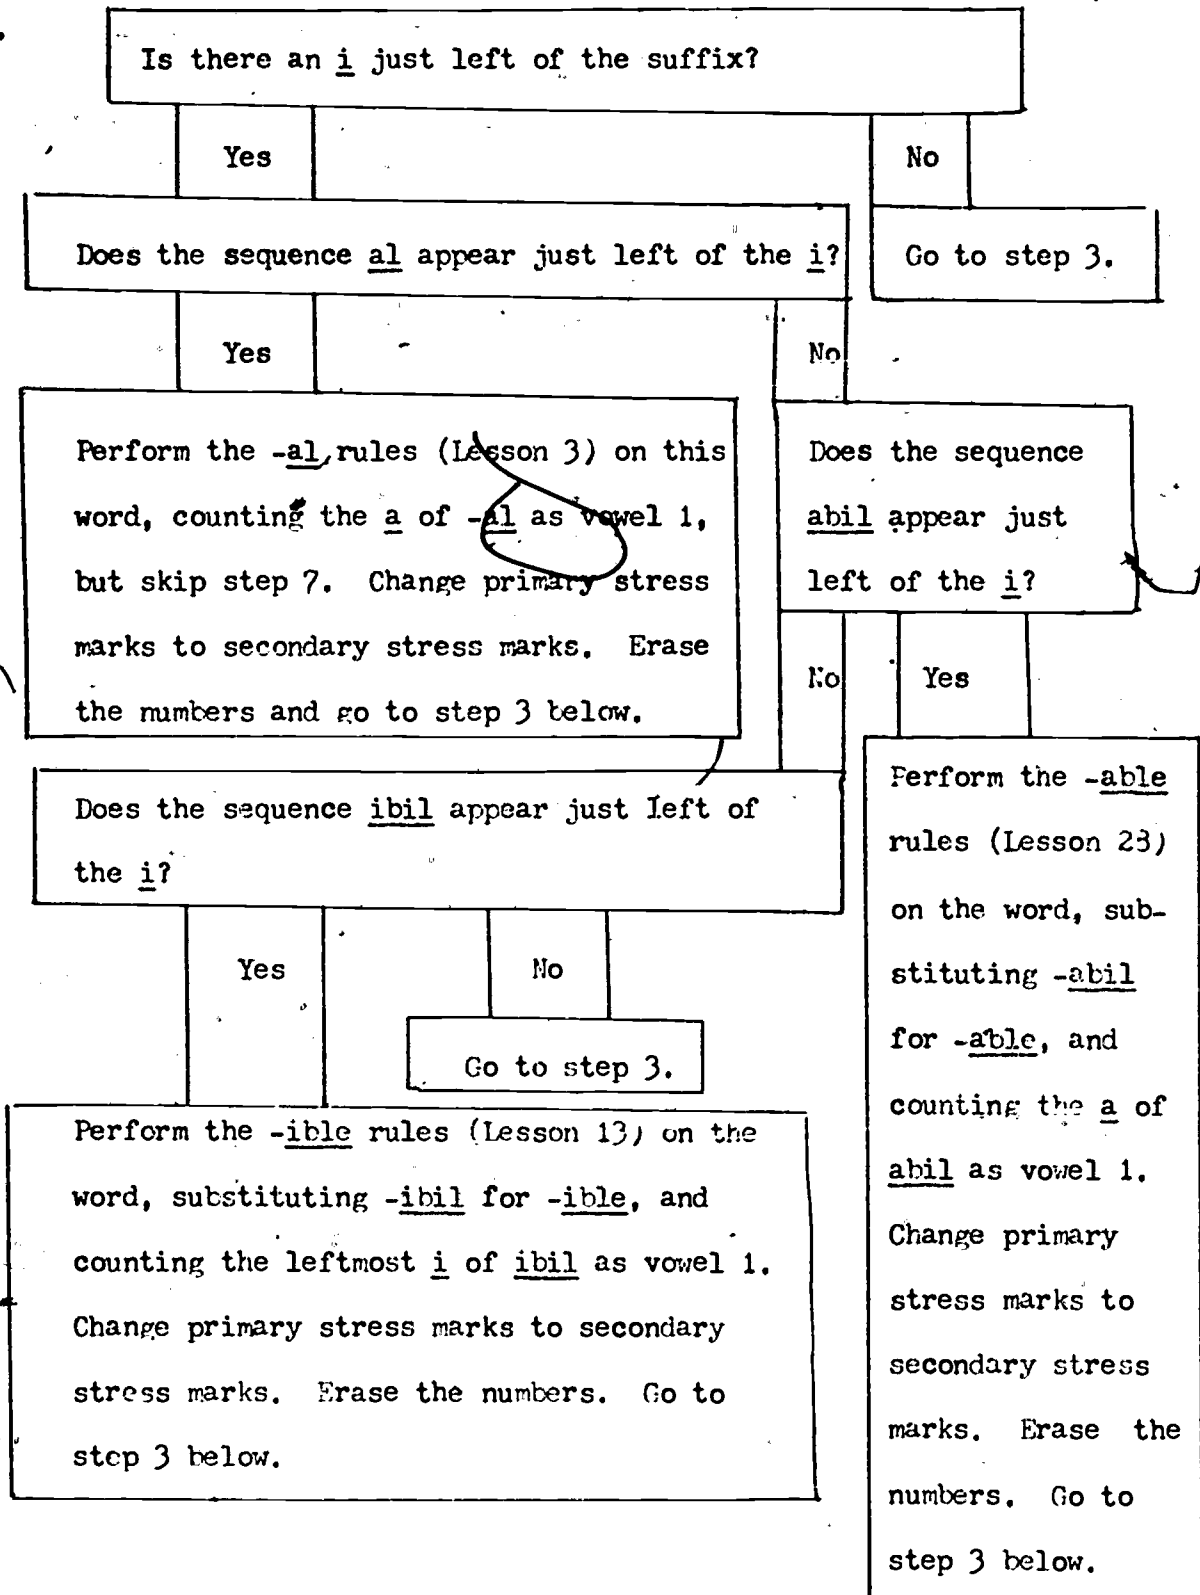 Is there an i just left of the suffix?
Yes
No
Does the sequence al appear just left of the i?
Go to step 3.
Yes
No
Perform the -al rules (Lesson 3) on this
word, counting the a of -al as vowel 1,
but skip step 7. Change primary stress
marks to secondary stress marks. Erase
the numbers and go to step 3 below.
Does the sequence
abil appear just
left of the i?
No
Yes
Does the sequence ibil appear just left of
the i?
Yes
No
Go to step 3.
Perform the -ible rules (Lesson 13) on the
word, substituting -ibil for -ible, and
counting the leftmost i of ibil as vowel 1.
Change primary stress marks to secondary
stress marks. Erase the numbers. Go to
step 3 below.
Perform the -able
rules (Lesson 23)
on the word, sub-
stituting -abil
for -able, and
counting the a of
abil as vowel 1.
Change primary
stress marks to
secondary stress
marks. Erase the
numbers. Go to
step 3 below.